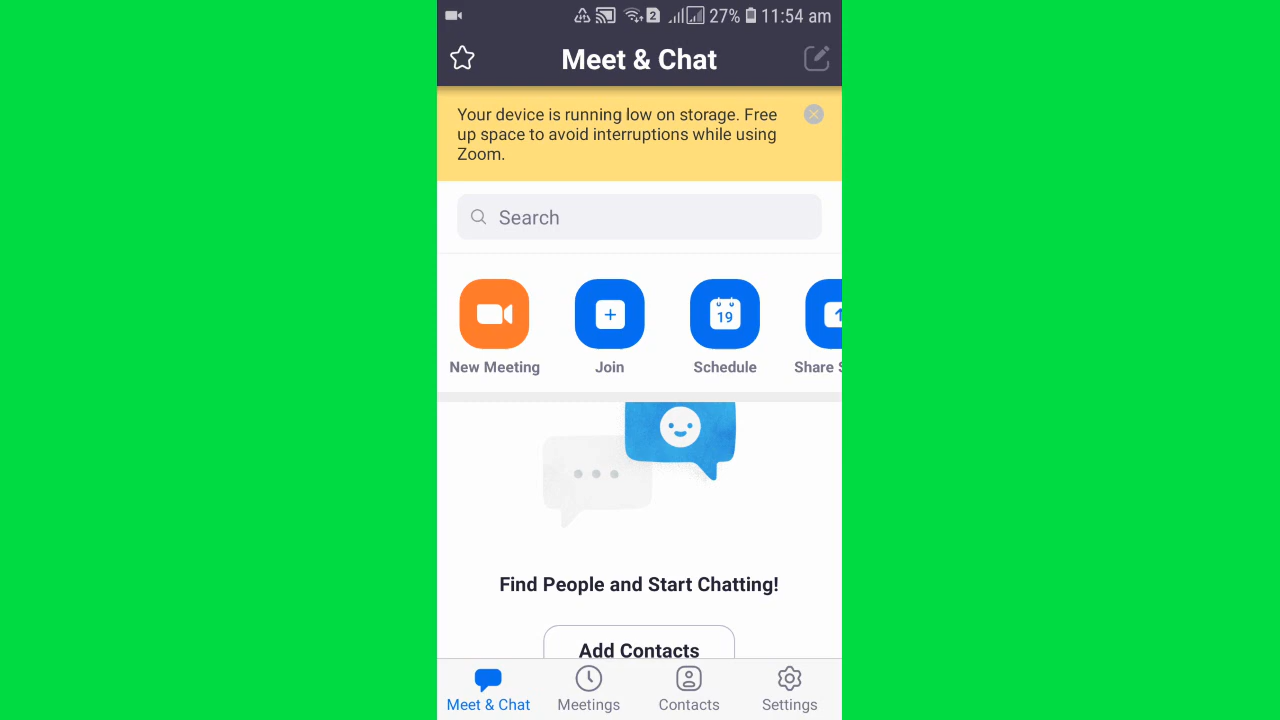 27% 11:54 am
Meet & Chat
Your device is running low on storage. Free
up space to avoid interruptions while using
Zoom.
Search
19
New Meeting Join Schedule Share S
Find People and Start Chatting!
Add Contacts
Meet & Chat Meetings Contacts Settings